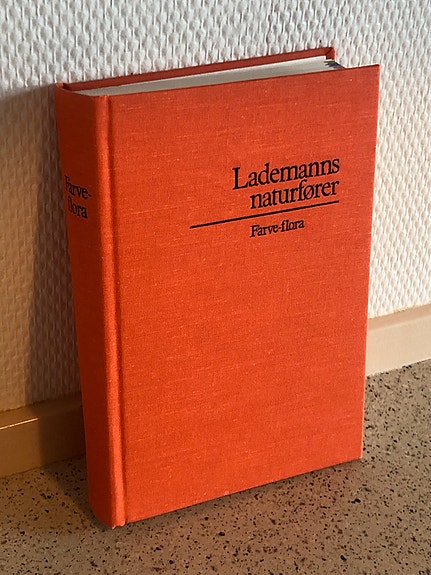 Farve-
flora
Lademanns
naturfører
Farve-flora